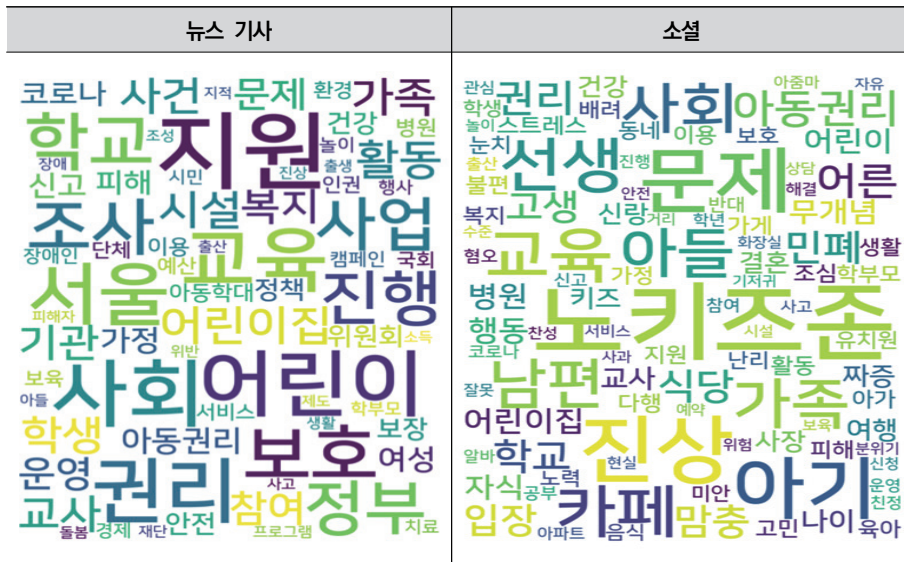 뉴스 기사
소셜
코로나 사건 지적 문제 환경 가족
학교 조성 지원 건강 놀이 병원
장애 신고 피해 시민 진상 출생 인권 활동 행사
조사 시설 복지 사업
장애인 단체 이용 출산 교육 캠페인 국회
서울 예산 아동학대 정책 진행
피해자 어린이집 위원회 소득
기관 가정 위반
보육 사회 어린이
아들 서비스 제도 학부모
학생 아동권리 생활 보장
운영 권리 보호 여성
교사 사고 참여 정부
돌봄 경제 재단 안전 프로그램 치료
관심 권리 건강 사회 아줌마 자유
학생 배려 아동권리
놀이 스트레스 동네 이용 보호 어린이
눈치 선생 문제
출산 진행 상담 어른
불편 안전 해결
복지 고생 신랑 거리 반대 학년 가게 무개념
수준 교육 아들 화장실 민폐 생활
혐오 결혼
신고 가정 기저귀 조심 학부모
병원 키즈 노키즈존 참여 사고
행동 찬성 서비스 시설 유치원
코로나 사과 지원 난리 활동 짜증
잘못 남편 교사 식당 가족 아가
어린이집 다행 예약 보육 여행
알바 학교 현실 진상 위험 사장 피해 분위기
노력 신청
자식 공부 카페 미안 아기 운영
입장 맘충 친정
아파트 음식 고민 나이 육아